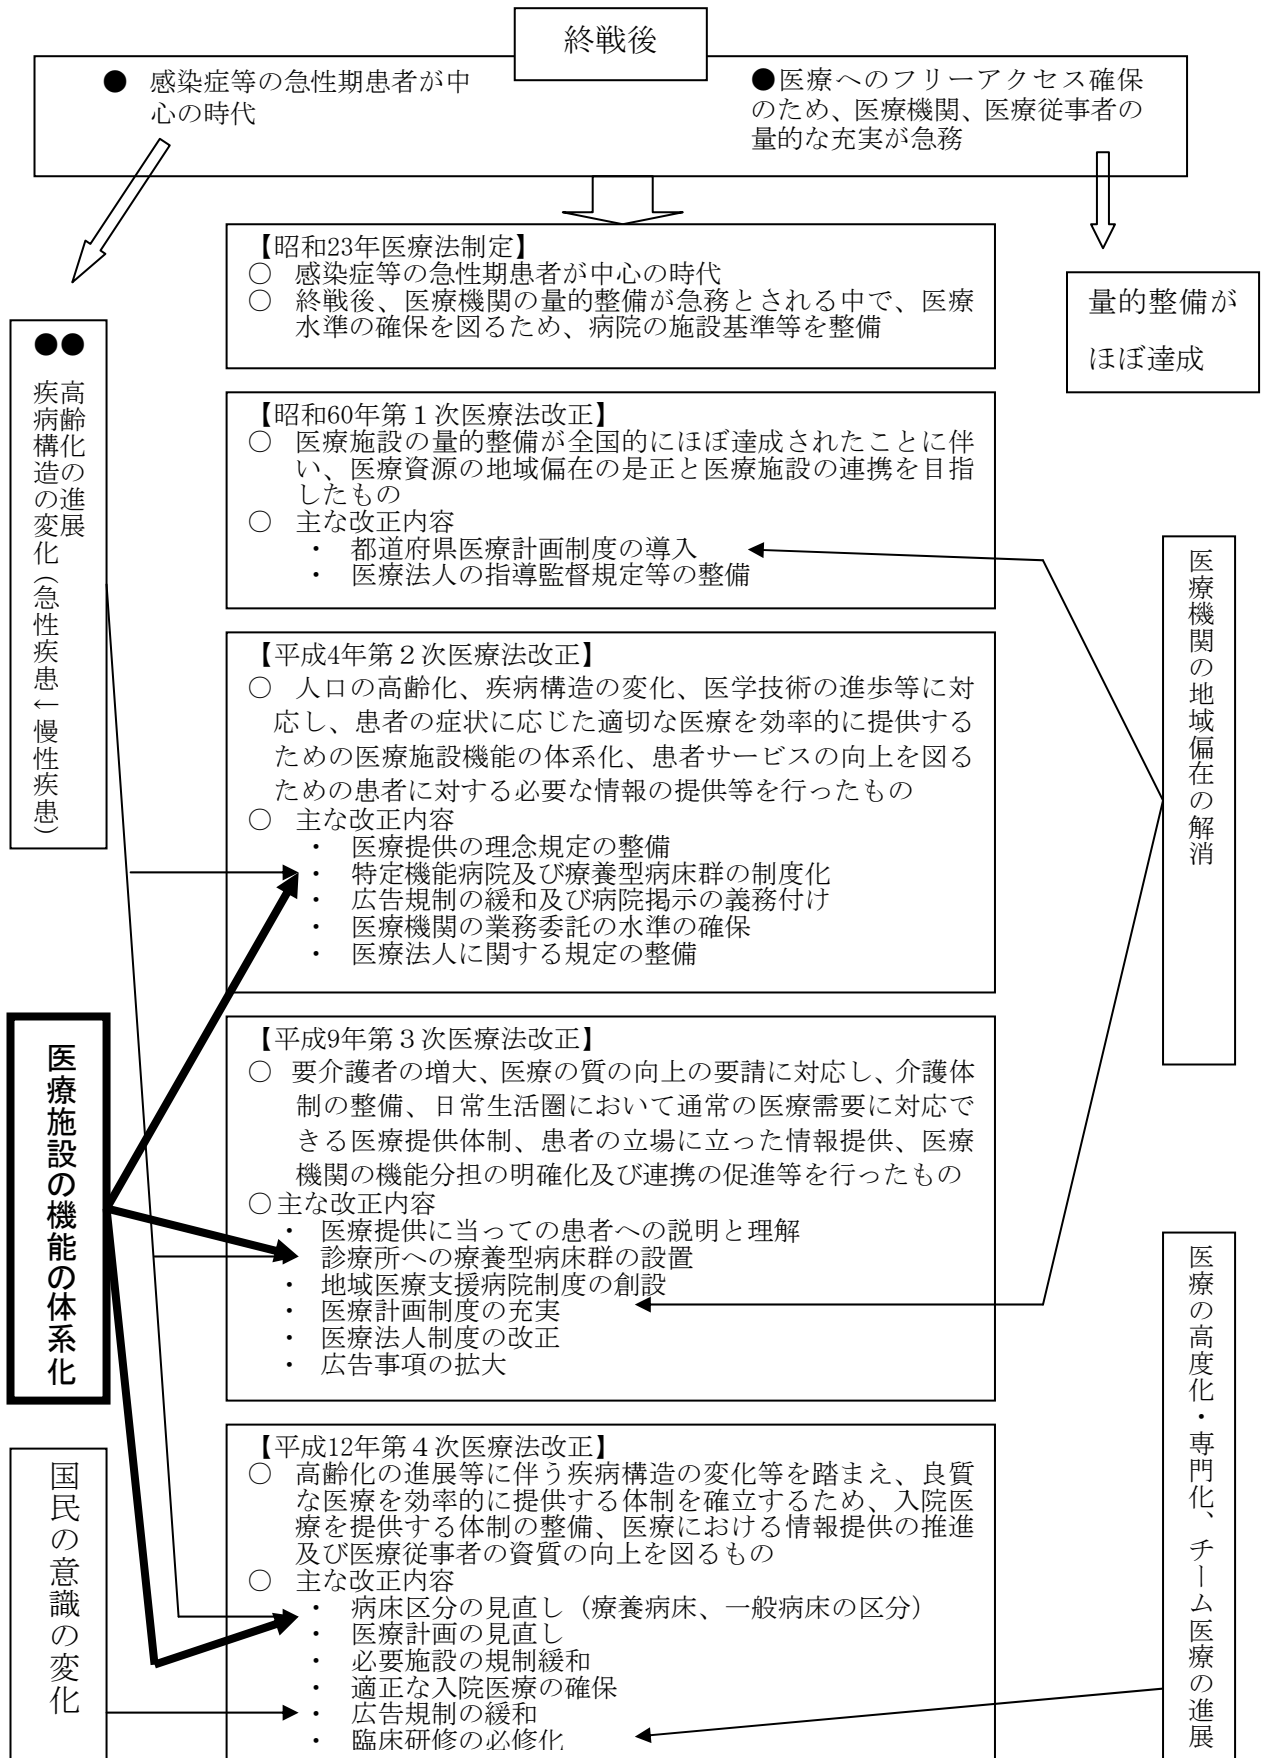 終戦後
● 感染症等の急性期患者が中
心の時代
●医療へのフリーアクセス確保
のため、医療機関、医療従事者の
量的な充実が急務
【昭和23年医療法制定】
○ 感染症等の急性期患者が中心の時代
○ 終戦後、医療機関の量的整備が急務とされる中で、医療
水準の確保を図るため、病院の施設基準等を整備
量的整備が
ほぼ達成
●●
高齢化の進展
疾病構造の変化(急性疾患←慢性疾患)
【昭和60年第1次医療法改正】
○ 医療施設の量的整備が全国的にほぼ達成されたことに伴
い、医療資源の地域偏在の是正と医療施設の連携を目指
したもの
○ 主な改正内容
・ 都道府県医療計画制度の導入
・ 医療法人の指導監督規定等の整備
医療機関の地域偏在の解消
【平成4年第2次医療法改正】
○ 人口の高齢化、疾病構造の変化、医学技術の進歩等に対
応し、患者の症状に応じた適切な医療を効率的に提供する
ための医療施設機能の体系化、患者サービスの向上を図る
ための患者に対する必要な情報の提供等を行ったもの
○ 主な改正内容
・ 医療提供の理念規定の整備
・ 特定機能病院及び療養型病床群の制度化
・ 広告規制の緩和及び病院掲示の義務付け
・ 医療機関の業務委託の水準の確保
・ 医療法人に関する規定の整備
医療施設の機能の体系化
【平成9年第3次医療法改正】
○ 要介護者の増大、医療の質の向上の要請に対応し、介護体
制の整備、日常生活圏において通常の医療需要に対応で
きる医療提供体制、患者の立場に立った情報提供、医療
機関の機能分担の明確化及び連携の促進等を行ったもの
○主な改正内容
・ 医療提供に当っての患者への説明と理解
・ 診療所への療養型病床群の設置
・ 地域医療支援病院制度の創設
・ 医療計画制度の充実
・ 医療法人制度の改正
・ 広告事項の拡大
医療の高度化・専門化、チーム医療の進展
国民の意識の変化
【平成12年第4次医療法改正】
○ 高齢化の進展等に伴う疾病構造の変化等を踏まえ、良質
な医療を効率的に提供する体制を確立するため、入院医
療を提供する体制の整備、医療における情報提供の推進
及び医療従事者の資質の向上を図るもの
○ 主な改正内容
・ 病床区分の見直し(療養病床、一般病床の区分)
・ 医療計画の見直し
・ 必要施設の規制緩和
・ 適正な入院医療の確保
・ 広告規制の緩和
・ 臨床研修の必修化